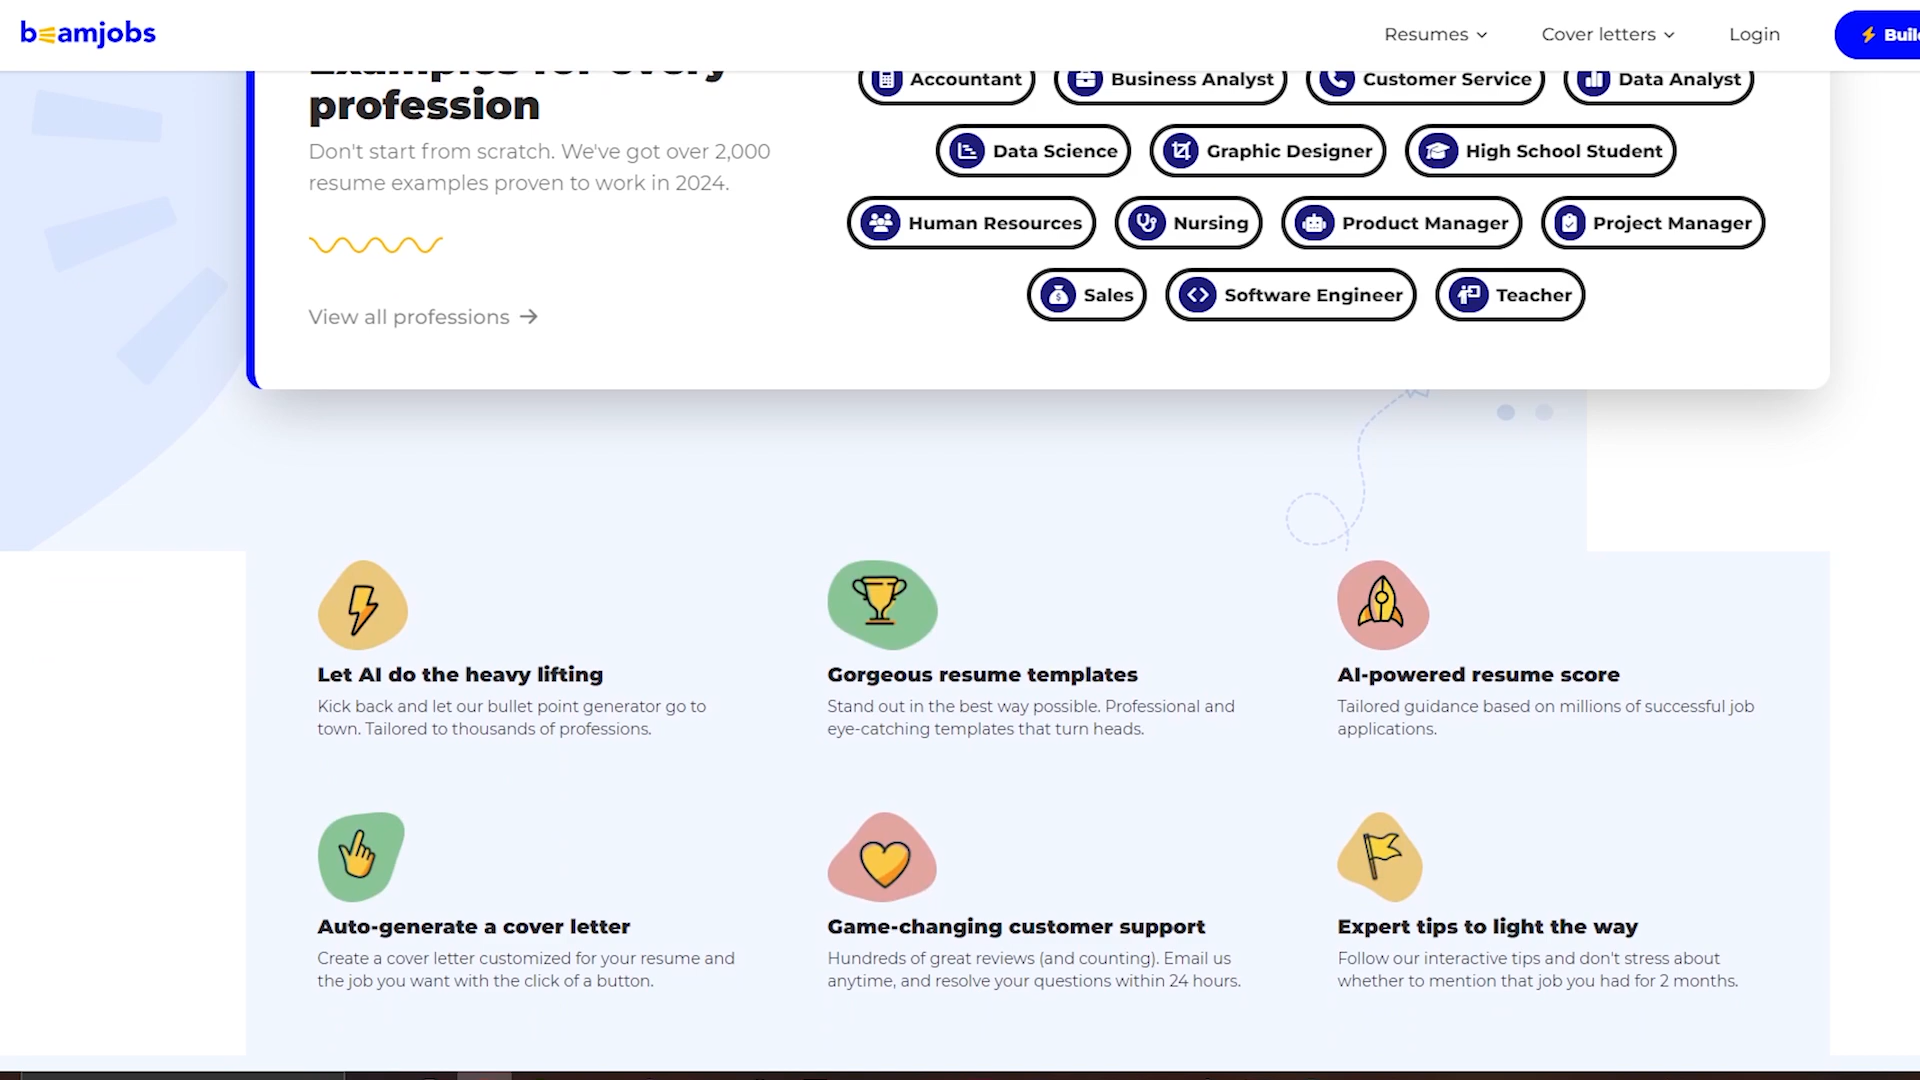 beamjobs
Resumes
Cover letters
Login
Examples for every
profession
Don't start from scratch. We've got over 2,000
resume examples proven to work in 2024.
View all professions
Accountant
Business Analyst
Customer Service
Data Analyst
Data Science
Graphic Designer
High School Student
Human Resources
Nursing
Product Manager
Project Manager
Sales
Software Engineer
Teacher
Let AI do the heavy lifting
Kick back and let our bullet point generator go to
town. Tailored to thousands of professions.
Gorgeous resume templates
Stand out in the best way possible. Professional and
eye-catching templates that turn heads.
AI-powered resume score
Tailored guidance based on millions of successful job
applications.
Auto-generate a cover letter
Create a cover letter customized for your resume and
the job you want with the click of a button.
Game-changing customer support
Hundreds of great reviews (and counting). Email us
anytime, and resolve your questions within 24 hours.
Expert tips to light the way
Follow our interactive tips and don't stress about
whether to mention that job you had for 2 months.